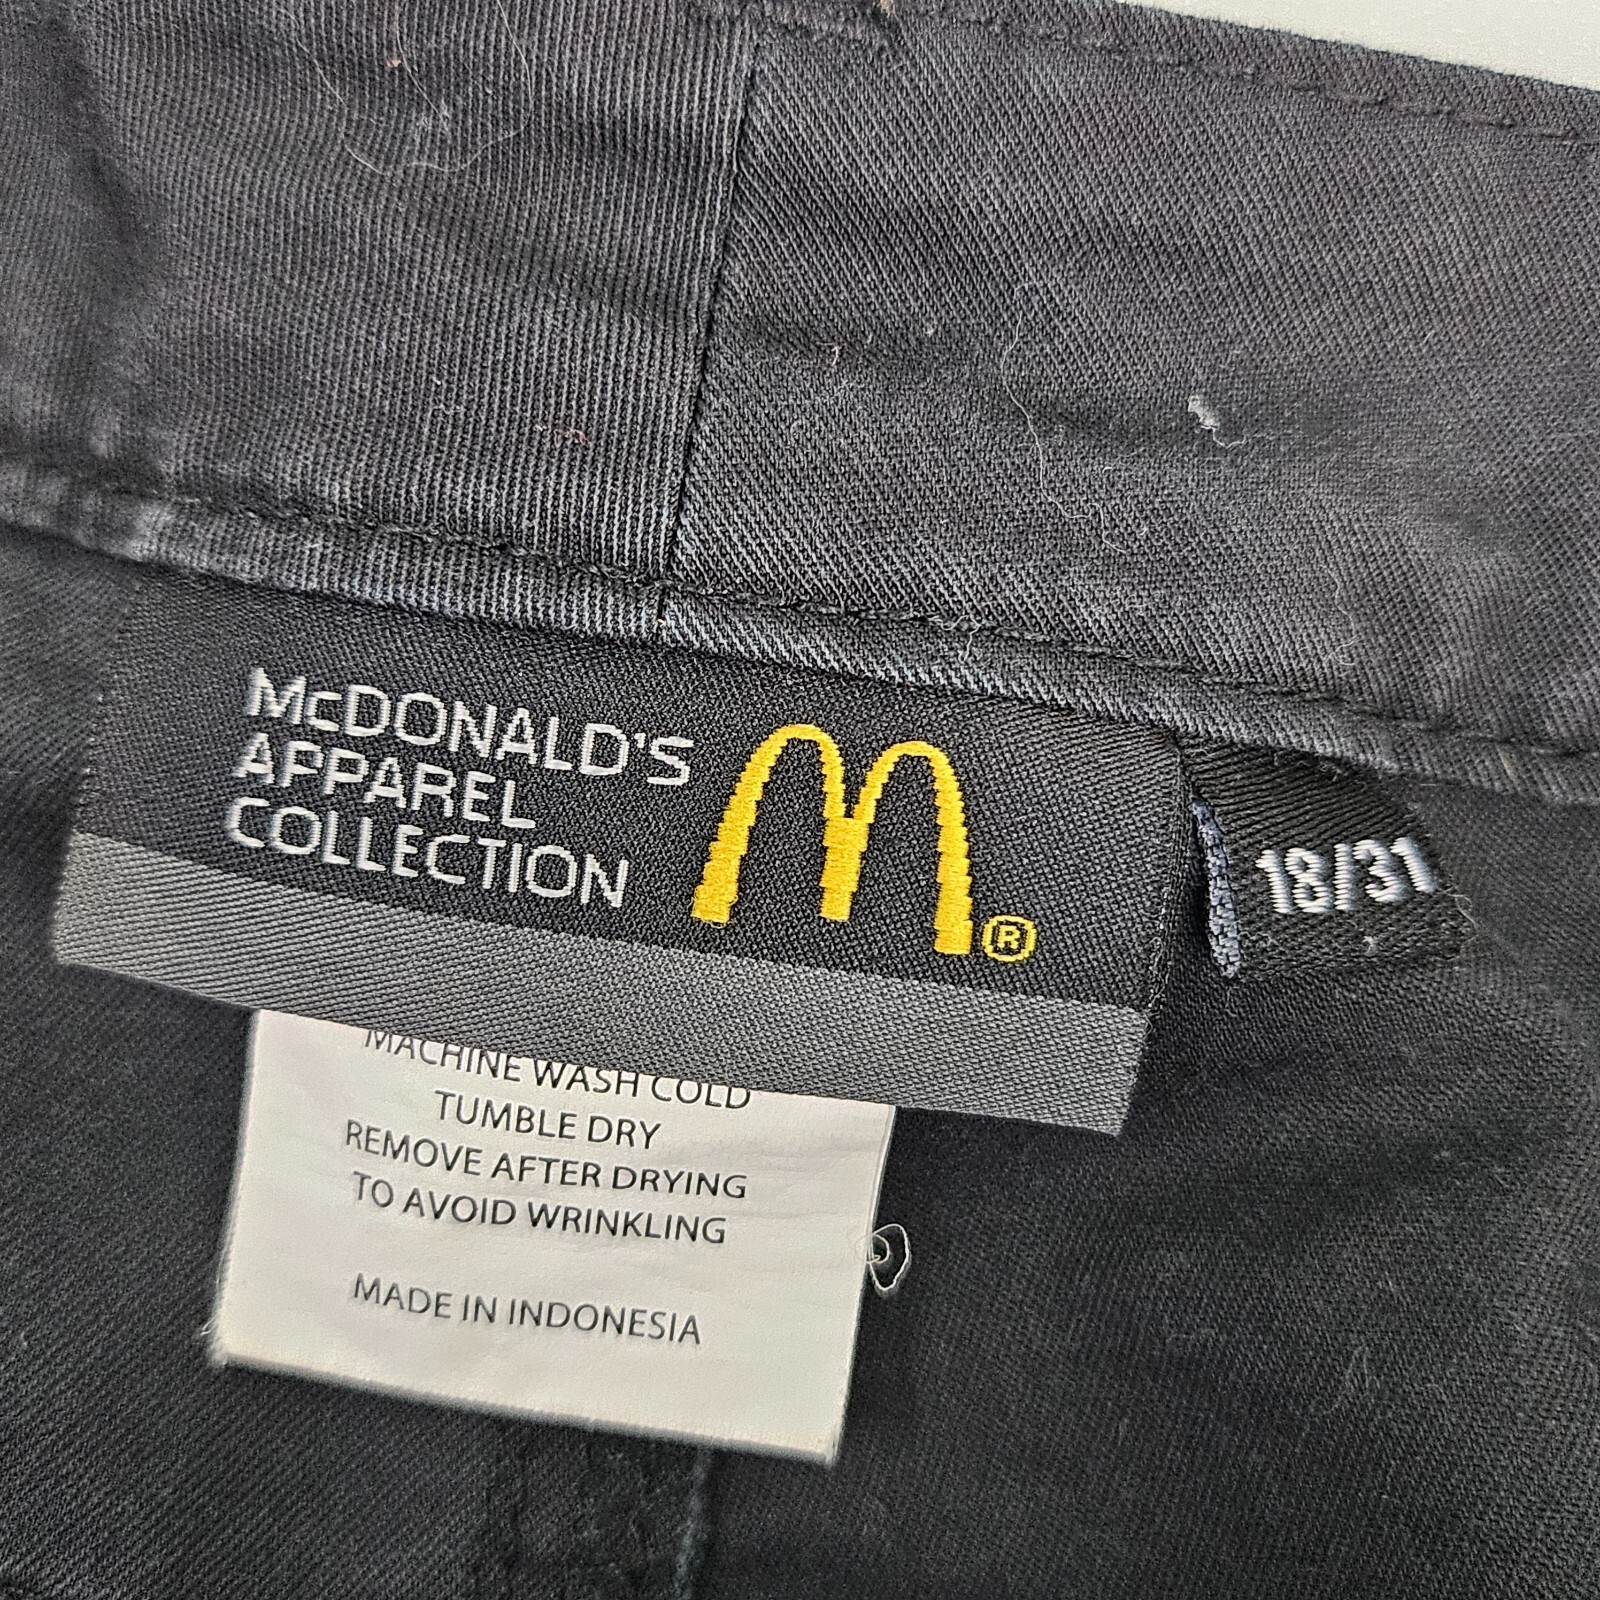 McDONALD'S
APPAREL
COLLECTION
®
18/31
MACHINE WASH COLD
TUMBLE DRY
REMOVE AFTER DRYING
TO AVOID WRINKLING
MADE IN INDONESIA